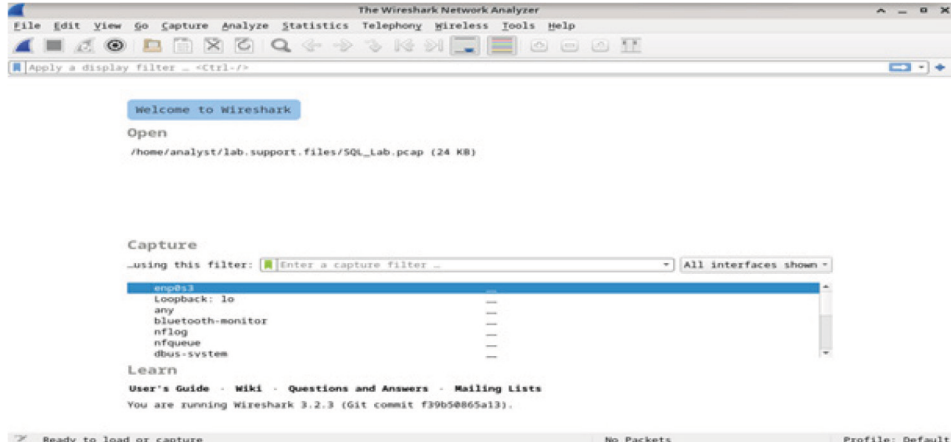 The Wireshark Network Analyzer
File Edit View Go Capture Analyze Statistics Telephony Wireless Tools Help
Apply a display filter … <Ctrl-/>
Welcome to Wireshark
Open
/home/analyst/lab.support.files/SQL_Lab.pcap (24 KB)
Capture
…using this filter: Enter a capture filter … All interfaces shown
enp0s3
Loopback: lo
any
bluetooth-monitor
nflog
nfqueue
dbus-system
Learn
User's Guide · Wiki · Questions and Answers · Mailing Lists
You are running Wireshark 3.2.3 (Git commit f39b50865a13).
Ready to load or capture No Packets Profile: Default